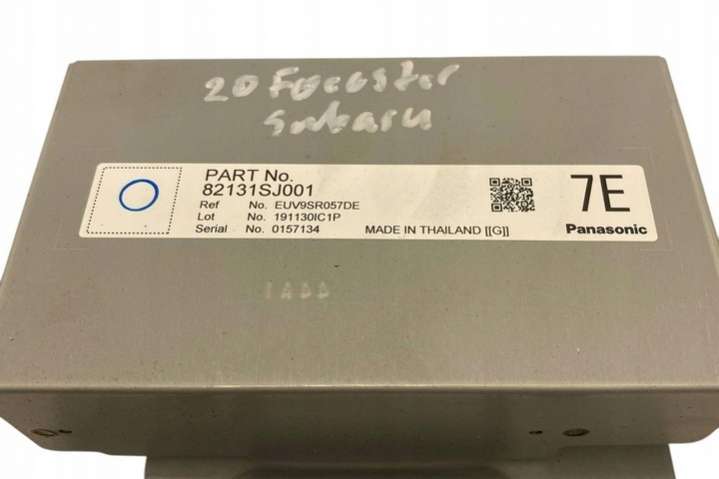 20 Forester
Subaru
PART No.
82131SJ001
Ref No. EUV9SR057DE
Lot No. 191130IC1P
Serial No. 0157134
MADE IN THAILAND [[G]]
7E
Panasonic